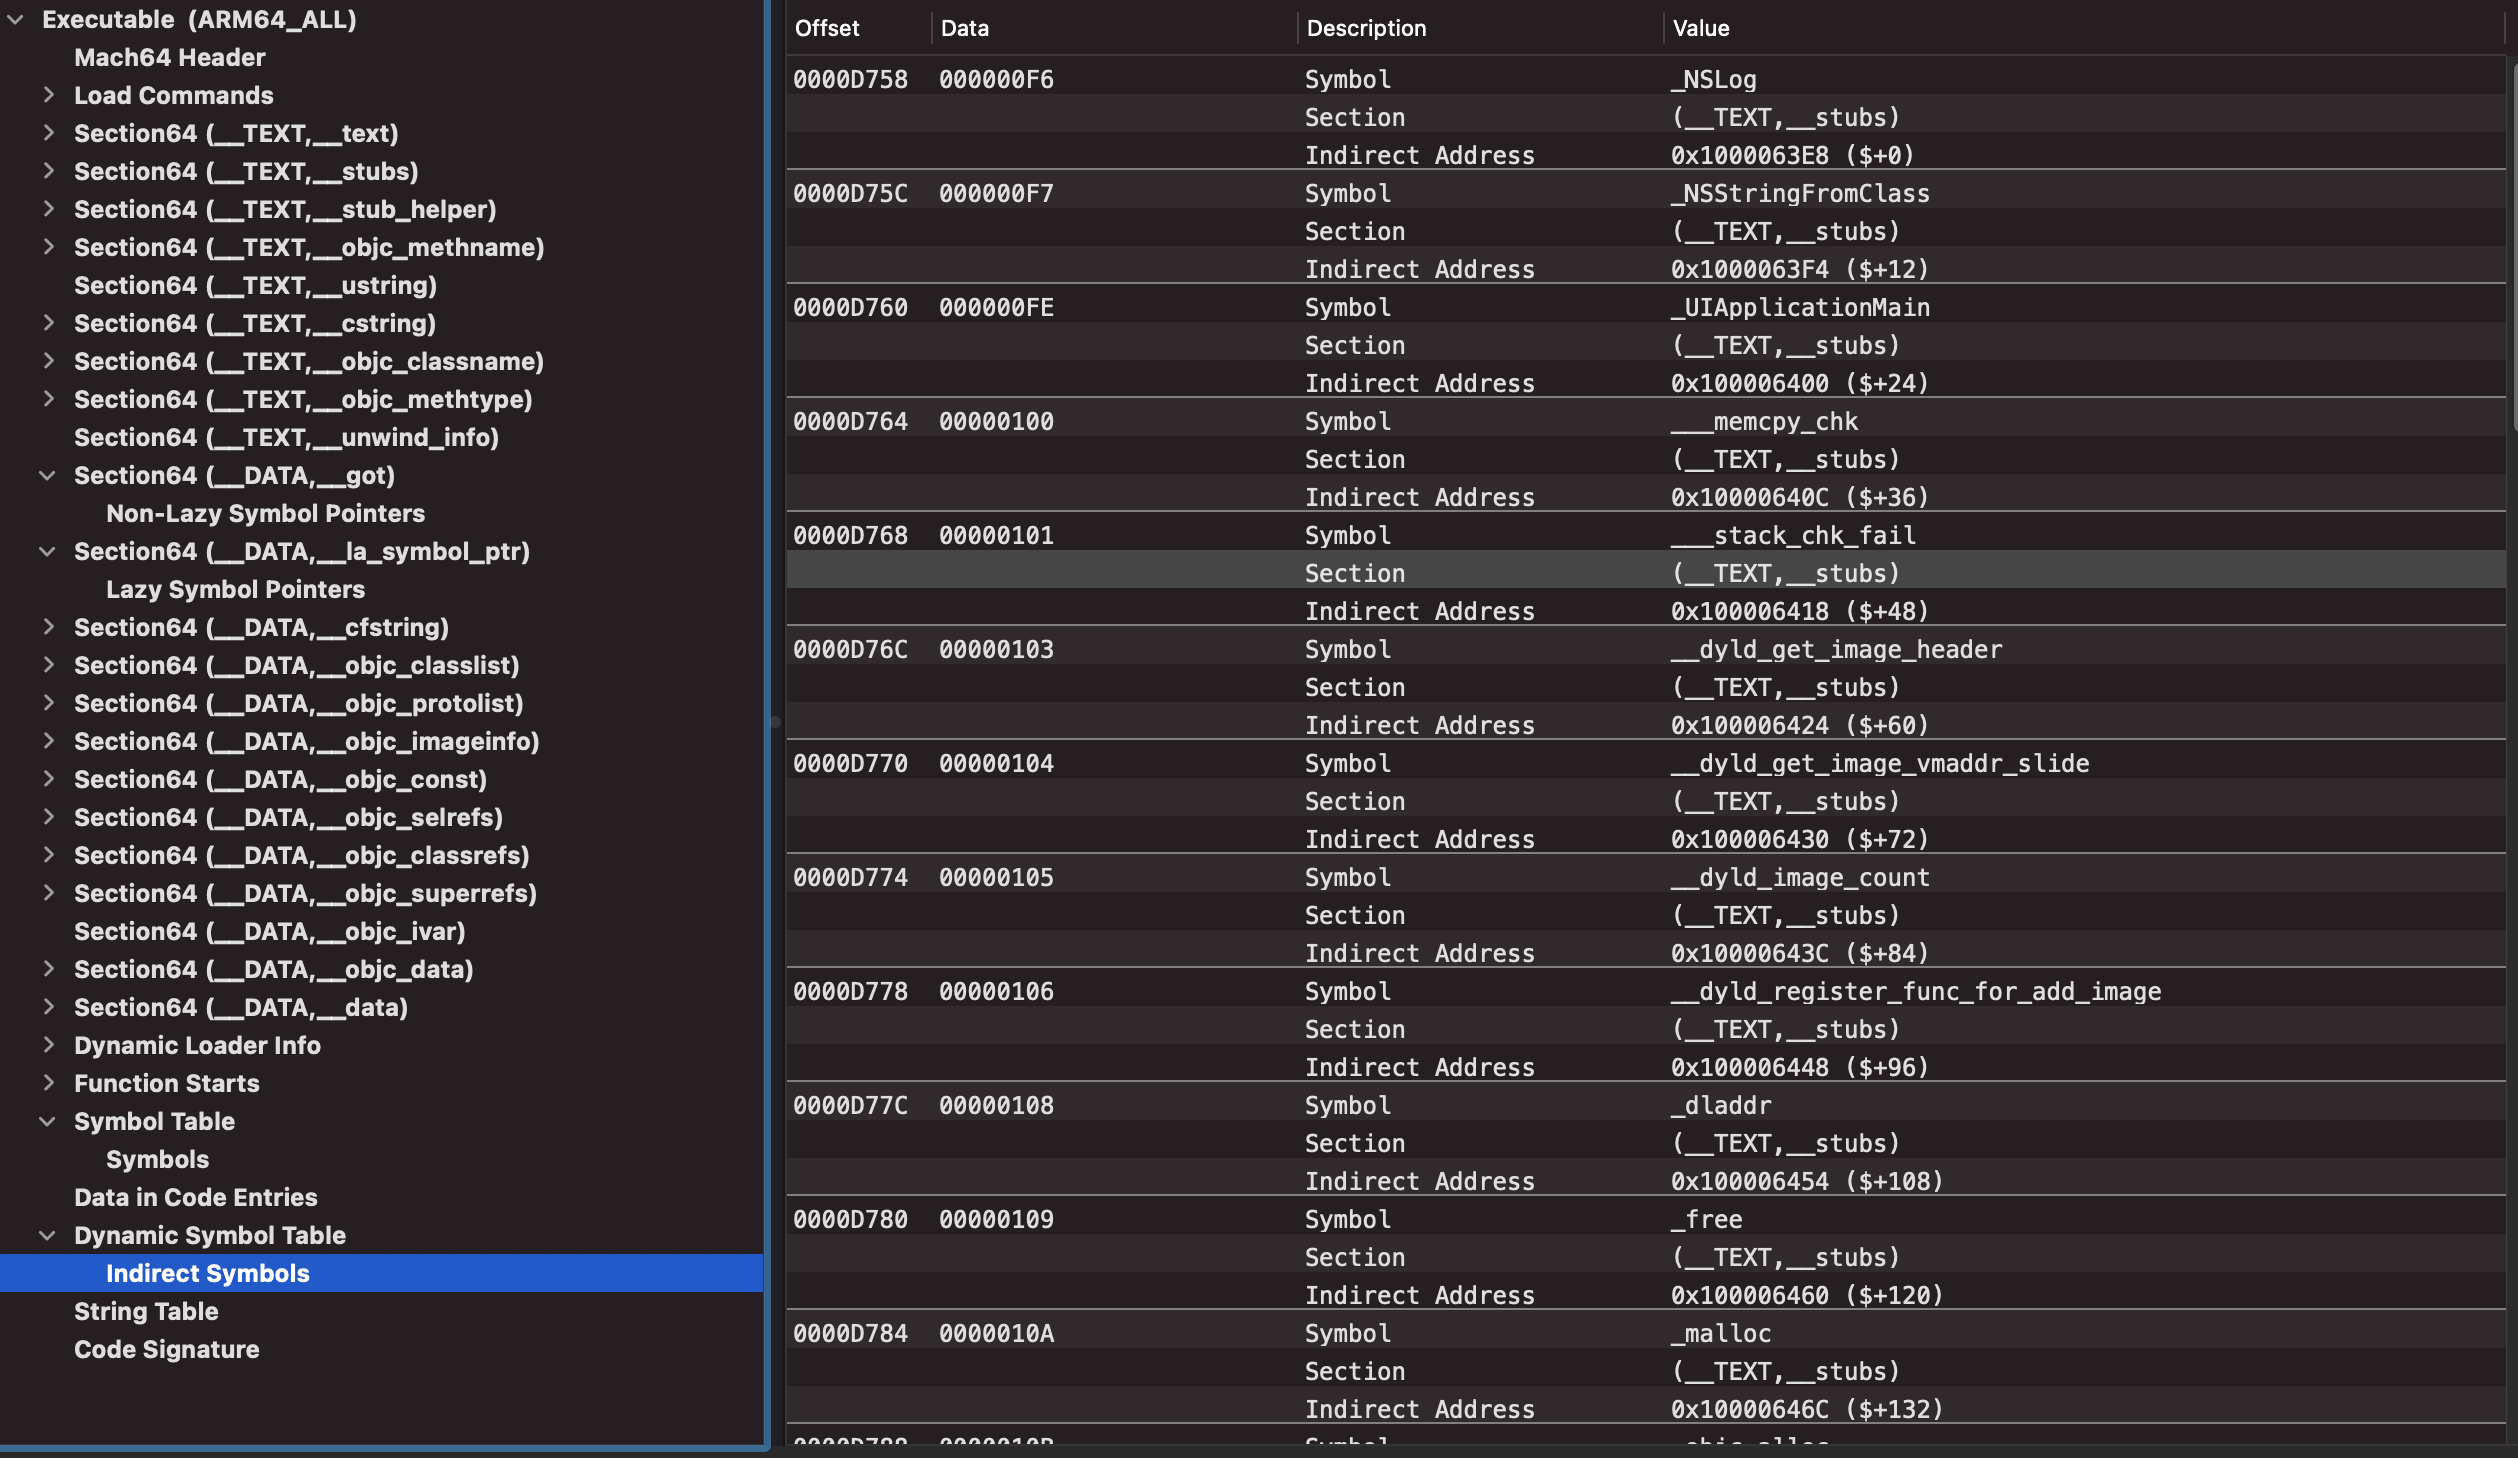 Executable (ARM64_ALL)
Mach64 Header
Load Commands
Section64 (__TEXT,__text)
Section64 (__TEXT,__stubs)
Section64 (__TEXT,__stub_helper)
Section64 (__TEXT,__objc_methname)
Section64 (__TEXT,__ustring)
Section64 (__TEXT,__cstring)
Section64 (__TEXT,__objc_classname)
Section64 (__TEXT,__objc_methtype)
Section64 (__TEXT,__unwind_info)
Section64 (__DATA,__got)
Non-Lazy Symbol Pointers
Section64 (__DATA,__la_symbol_ptr)
Lazy Symbol Pointers
Section64 (__DATA,__cfstring)
Section64 (__DATA,__objc_classlist)
Section64 (__DATA,__objc_protolist)
Section64 (__DATA,__objc_imageinfo)
Section64 (__DATA,__objc_const)
Section64 (__DATA,__objc_selrefs)
Section64 (__DATA,__objc_classrefs)
Section64 (__DATA,__objc_superrefs)
Section64 (__DATA,__objc_ivar)
Section64 (__DATA,__objc_data)
Section64 (__DATA,__data)
Dynamic Loader Info
Function Starts
Symbol Table
Symbols
Data in Code Entries
Dynamic Symbol Table
Indirect Symbols
String Table
Code Signature
Offset Data Description Value
0000D758 000000F6 Symbol _NSLog
Section (__TEXT,__stubs)
Indirect Address 0x1000063E8 ($+0)
0000D75C 000000F7 Symbol _NSStringFromClass
Section (__TEXT,__stubs)
Indirect Address 0x1000063F4 ($+12)
0000D760 000000FE Symbol _UIApplicationMain
Section (__TEXT,__stubs)
Indirect Address 0x100006400 ($+24)
0000D764 00000100 Symbol ___memcpy_chk
Section (__TEXT,__stubs)
Indirect Address 0x10000640C ($+36)
0000D768 00000101 Symbol ___stack_chk_fail
Section (__TEXT,__stubs)
Indirect Address 0x100006418 ($+48)
0000D76C 00000103 Symbol __dyld_get_image_header
Section (__TEXT,__stubs)
Indirect Address 0x100006424 ($+60)
0000D770 00000104 Symbol __dyld_get_image_vmaddr_slide
Section (__TEXT,__stubs)
Indirect Address 0x100006430 ($+72)
0000D774 00000105 Symbol __dyld_image_count
Section (__TEXT,__stubs)
Indirect Address 0x10000643C ($+84)
0000D778 00000106 Symbol __dyld_register_func_for_add_image
Section (__TEXT,__stubs)
Indirect Address 0x100006448 ($+96)
0000D77C 00000108 Symbol _dladdr
Section (__TEXT,__stubs)
Indirect Address 0x100006454 ($+108)
0000D780 00000109 Symbol _free
Section (__TEXT,__stubs)
Indirect Address 0x100006460 ($+120)
0000D784 0000010A Symbol _malloc
Section (__TEXT,__stubs)
Indirect Address 0x10000646C ($+132)